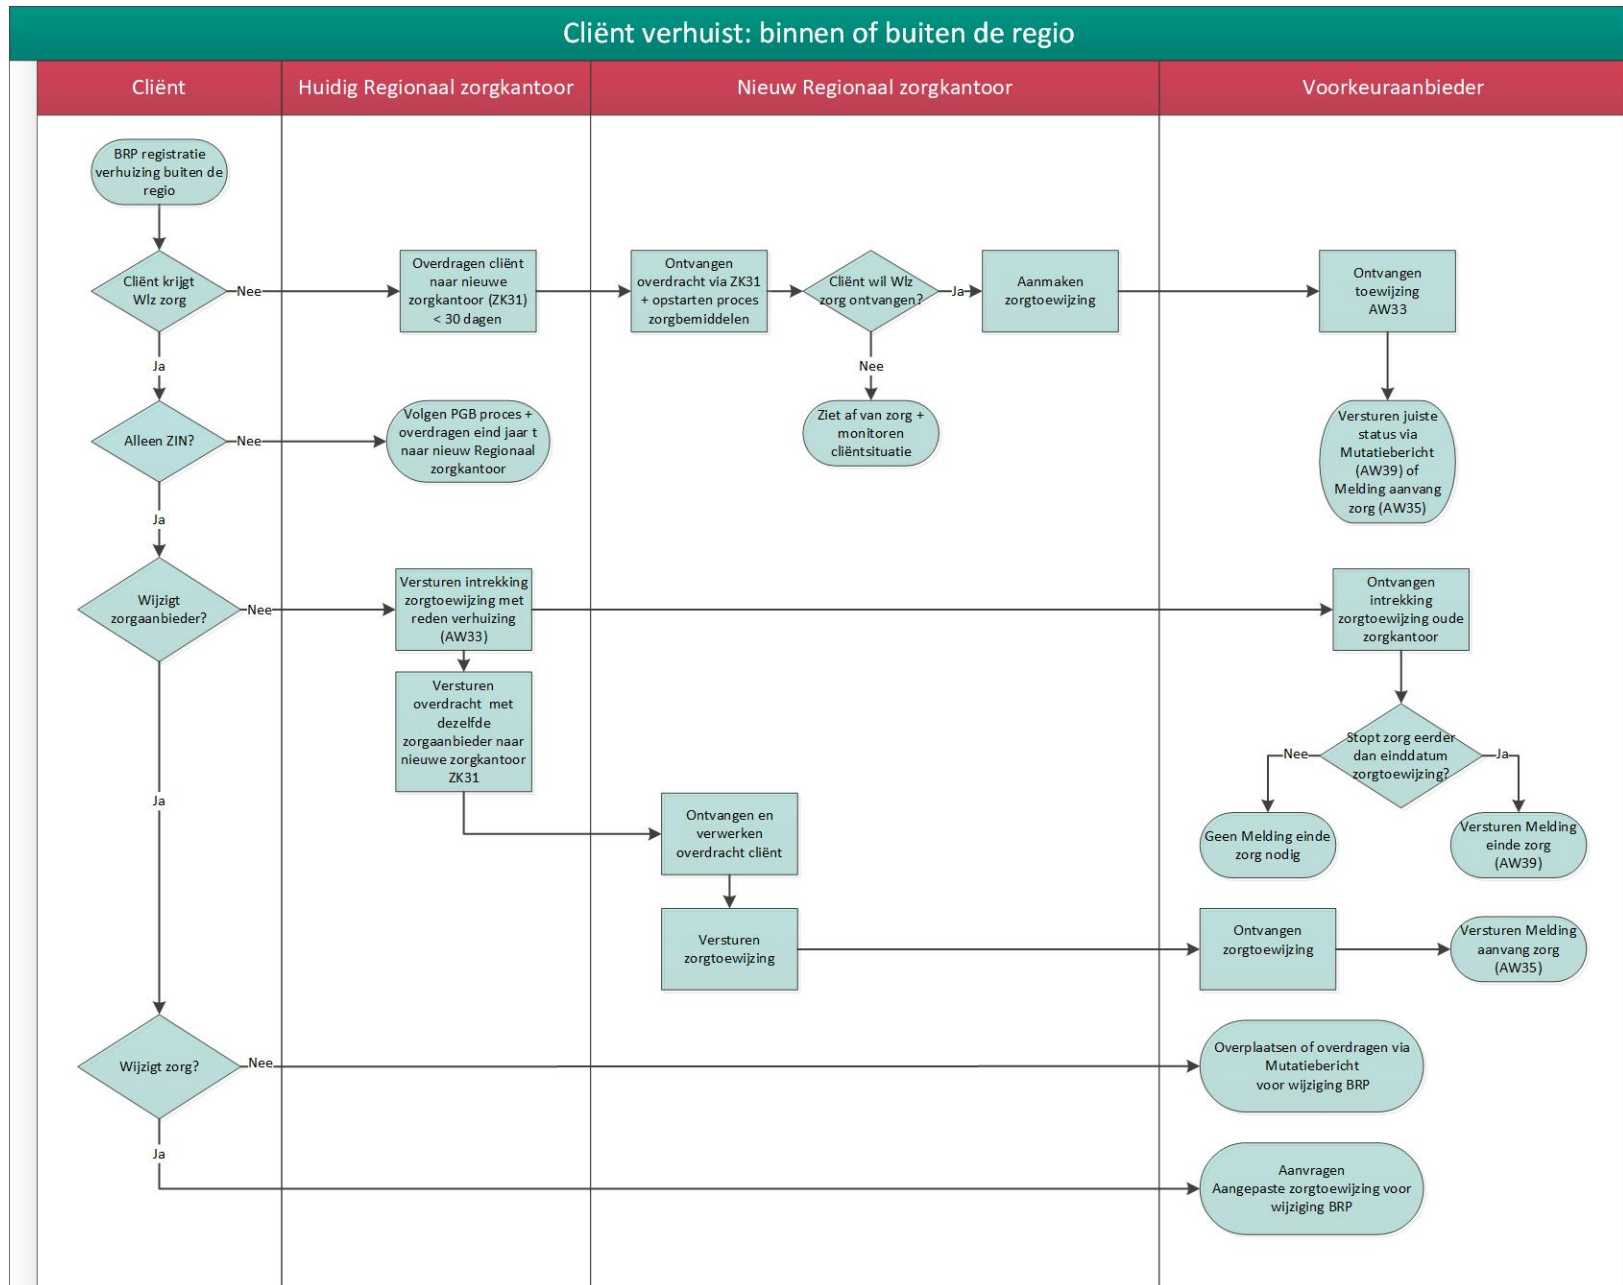 Cliënt verhuist: binnen of buiten de regio
Cliënt
Huidig Regionaal zorgkantoor
Nieuw Regionaal zorgkantoor
Voorkeuraanbieder
BRP registratie
verhuizing buiten de
regio
Cliënt krijgt
Wlz zorg
Nee
Overdragen cliënt
naar nieuwe
zorgkantoor (ZK31)
< 30 dagen
Ontvangen
overdracht via ZK31
+ opstarten proces
zorgbemiddelen
Cliënt wil Wlz
zorg ontvangen?
Ja
Aanmaken
zorgtoewijzing
Ontvangen
toewijzing
AW33
Ja
Nee
Alleen ZIN?
Nee
Volgen PGB proces +
overdragen eind jaar t
naar nieuw Regionaal
zorgkantoor
Ziet af van zorg +
monitoren
cliëntsituatie
Versturen juiste
status via
Mutatiebericht
(AW39) of
Melding aanvang
zorg (AW35)
Ja
Wijzigt
zorgaanbieder?
Nee
Versturen intrekking
zorgtoewijzing met
reden verhuizing
(AW33)
Ontvangen
intrekking
zorgtoewijzing oude
zorgkantoor
Versturen
overdracht  met
dezelfde
zorgaanbieder naar
nieuwe zorgkantoor
ZK31
Stopt zorg eerder
dan einddatum
zorgtoewijzing?
Nee
Ja
Ja
Ontvangen en
verwerken
overdracht cliënt
Geen Melding einde
zorg nodig
Versturen Melding
einde zorg
(AW39)
Versturen
zorgtoewijzing
Ontvangen
zorgtoewijzing
Versturen Melding
aanvang zorg
(AW35)
Wijzigt zorg?
Nee
Overplaatsen of overdragen via
Mutatiebericht
voor wijziging BRP
Ja
Aanvragen
Aangepaste zorgtoewijzing voor
wijziging BRP